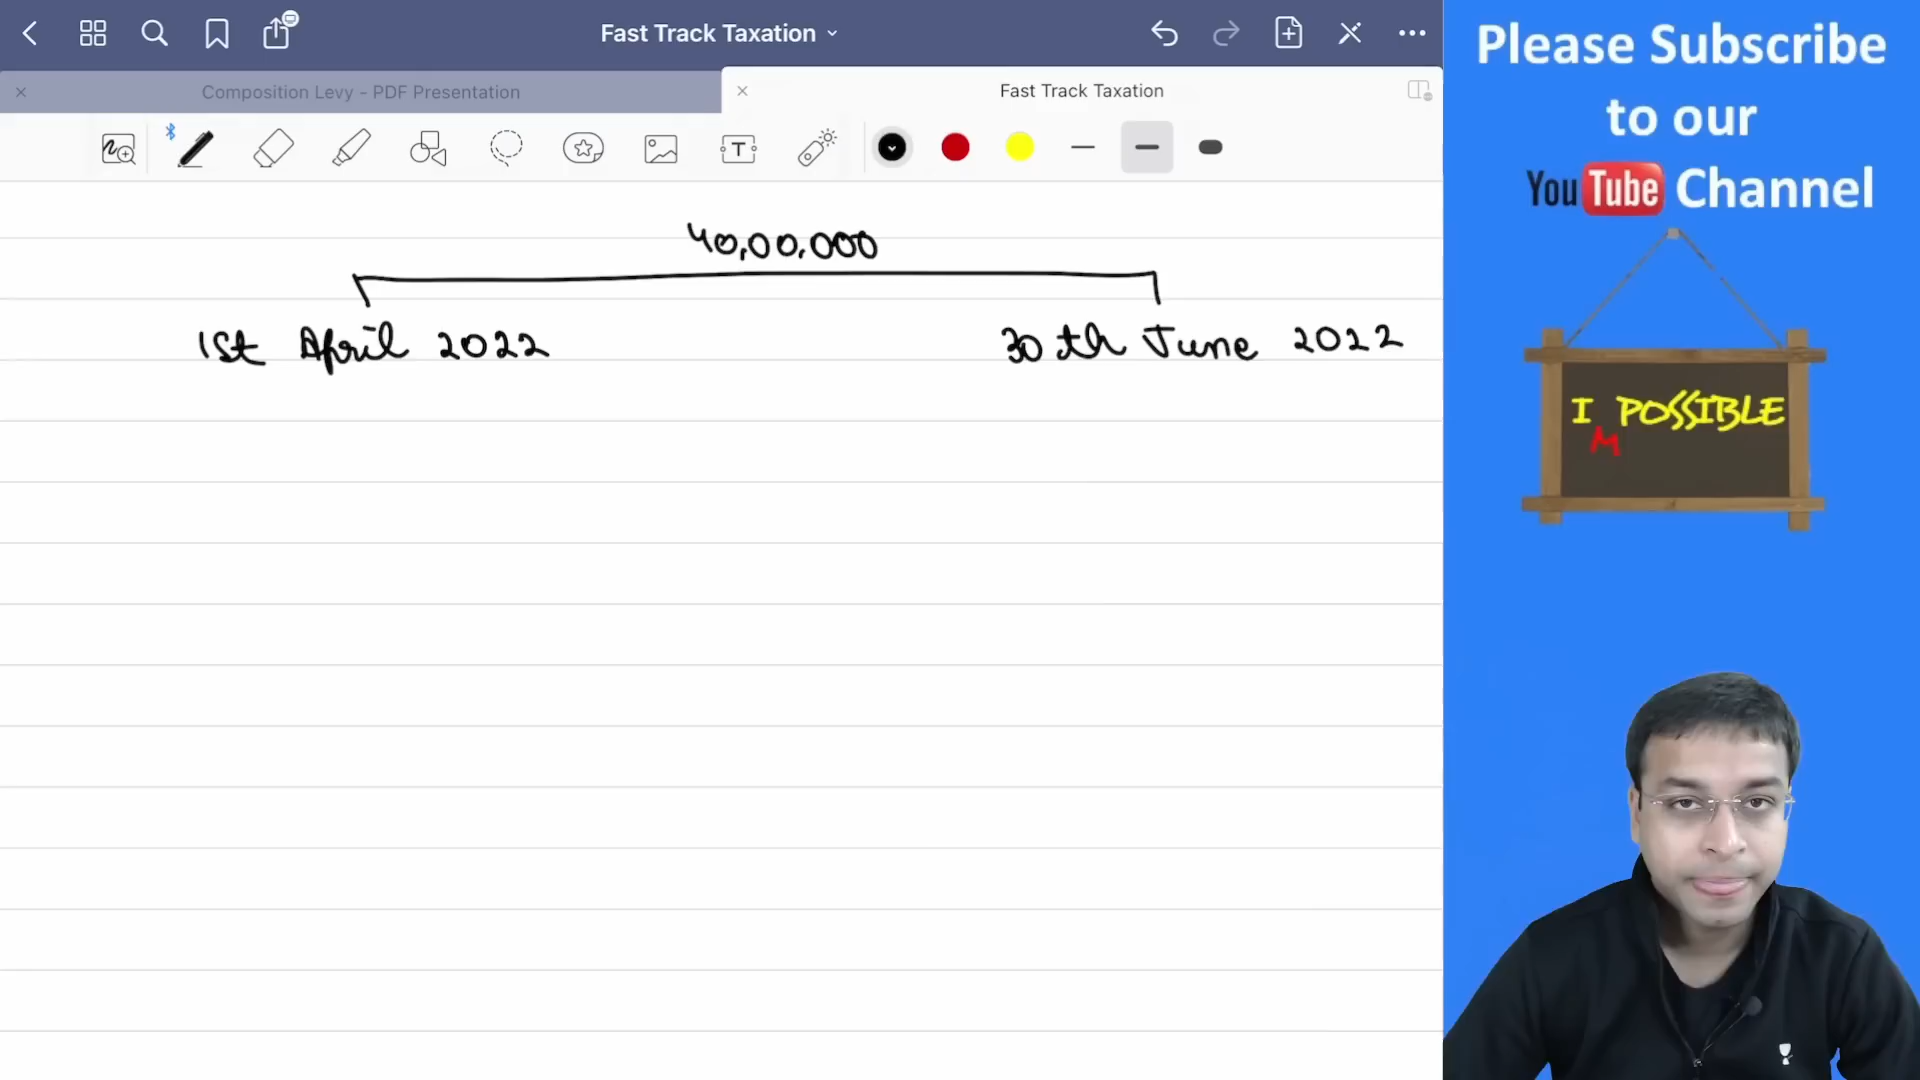 Fast Track Taxation
Composition Levy - PDF Presentation
Fast Track Taxation
T
40,00,000
1st April 2022
30th June 2022
Please Subscribe
to our
YouTube Channel
I POSSIBLE
M